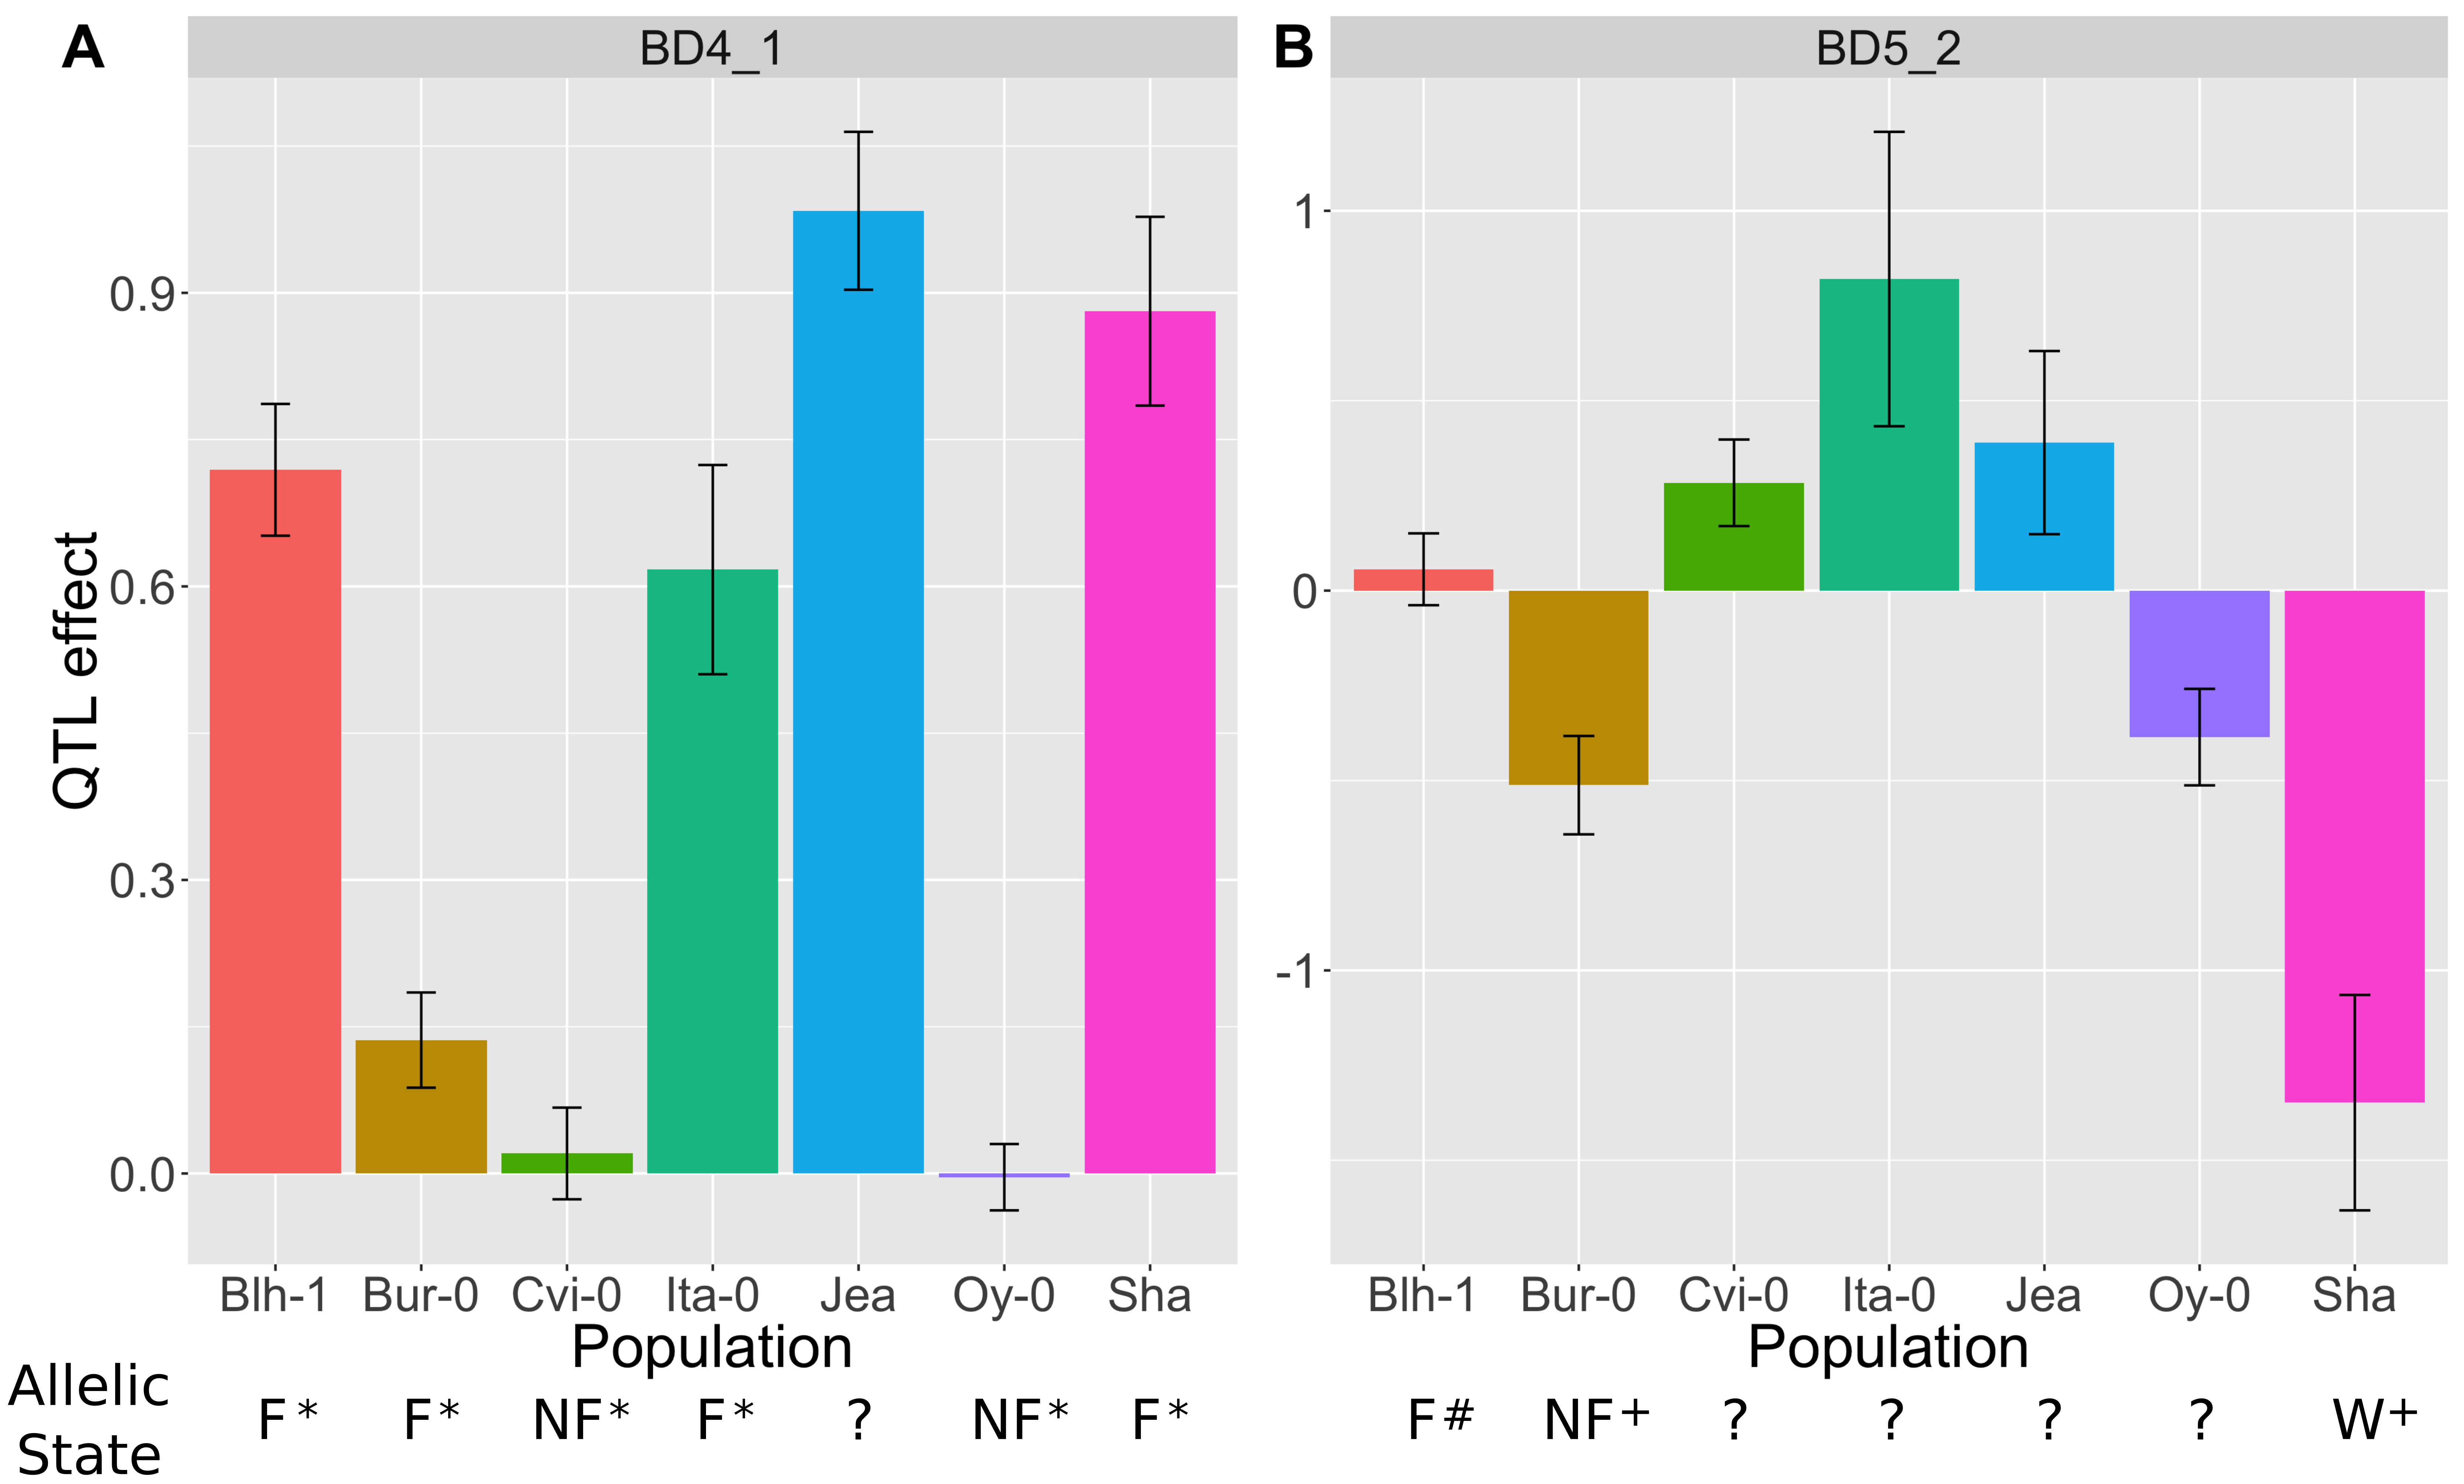 A BD4_1
B BD5_2
QTL effect
0.9
0.6
0.3
0.0
1
0
-1
Blh-1 Bur-0 Cvi-0 Ita-0 Jea Oy-0 Sha
Population
Blh-1 Bur-0 Cvi-0 Ita-0 Jea Oy-0 Sha
Population
Allelic
State
F* F* NF* F* ? NF* F*
F# NF+ ? ? ? ? W+